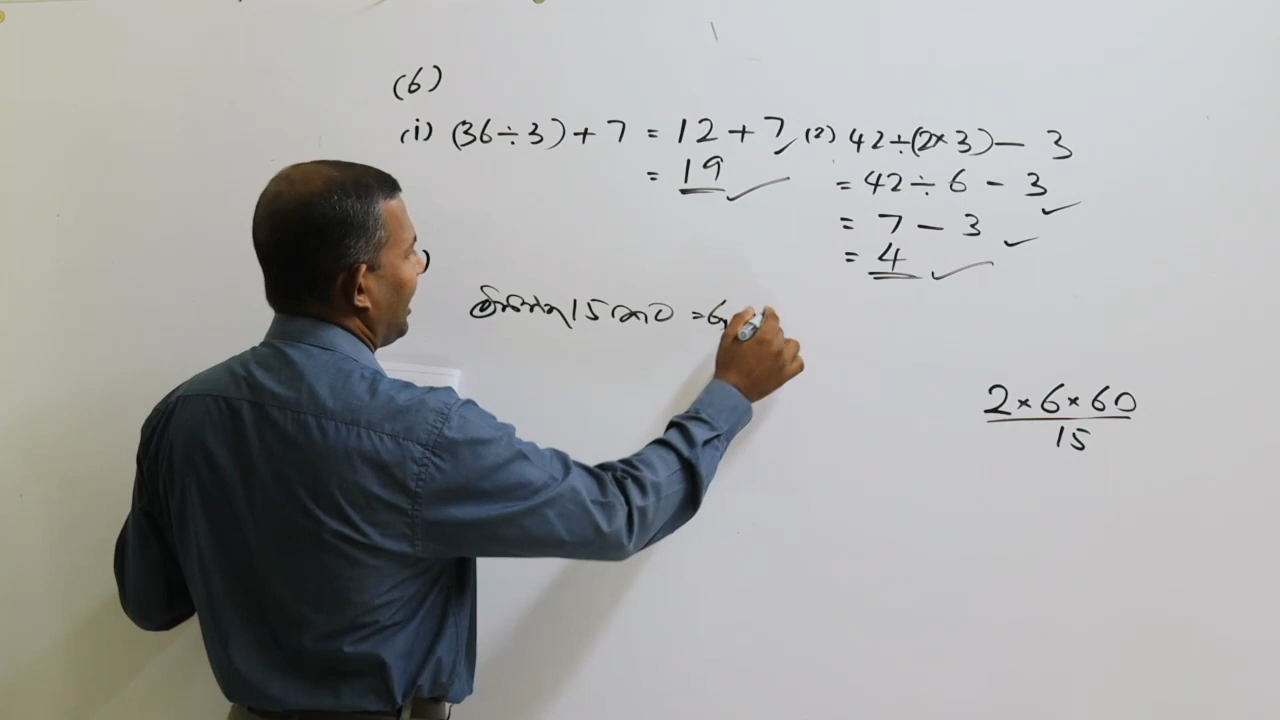 (6)
(i) (36÷3)+7 = 12+7
= 19
(2) 42÷(2×3)− 3
= 42÷ 6 − 3
= 7 − 3
= 4
)
15 = 6
2×6×60
15